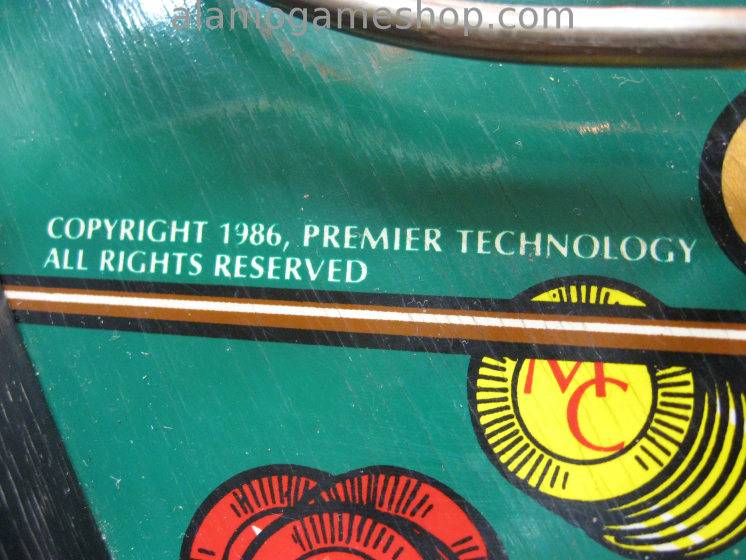 alamogameshop.com
COPYRIGHT 1986, PREMIER TECHNOLOGY
ALL RIGHTS RESERVED
MC